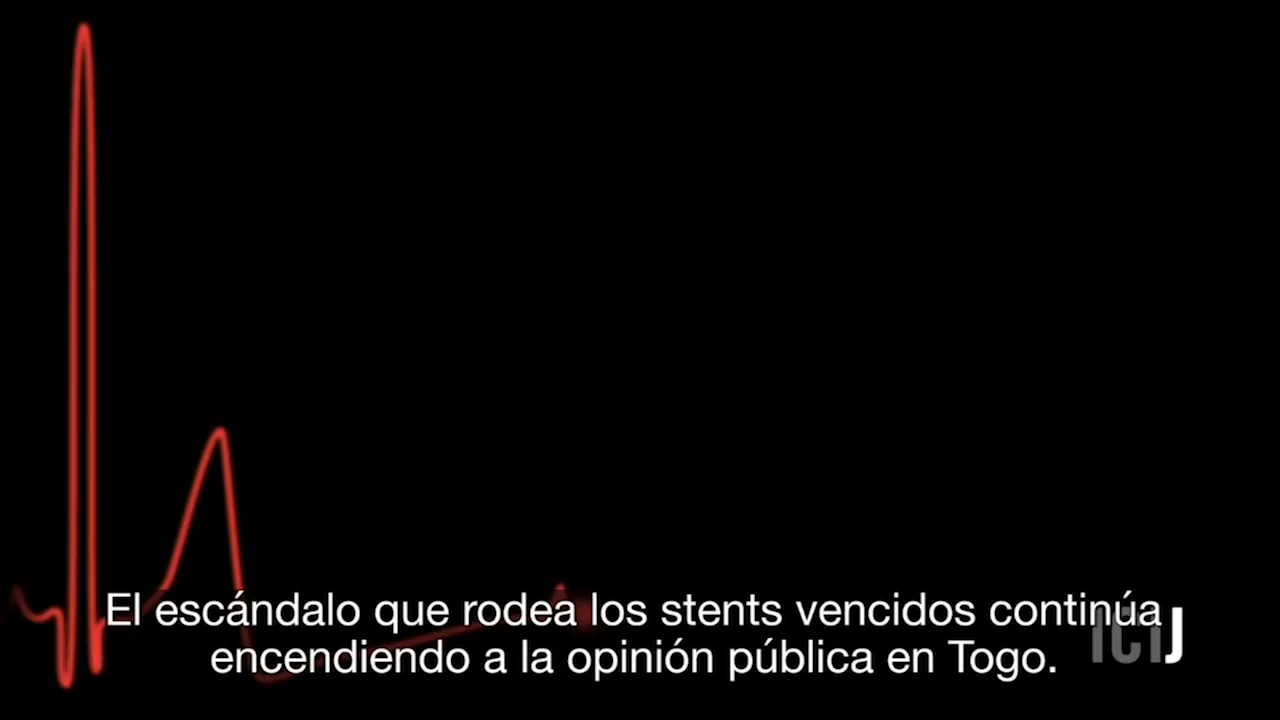 El escándalo que rodea los stents vencidos continúa
encendiendo a la opinión pública en Togo.
ICIJ